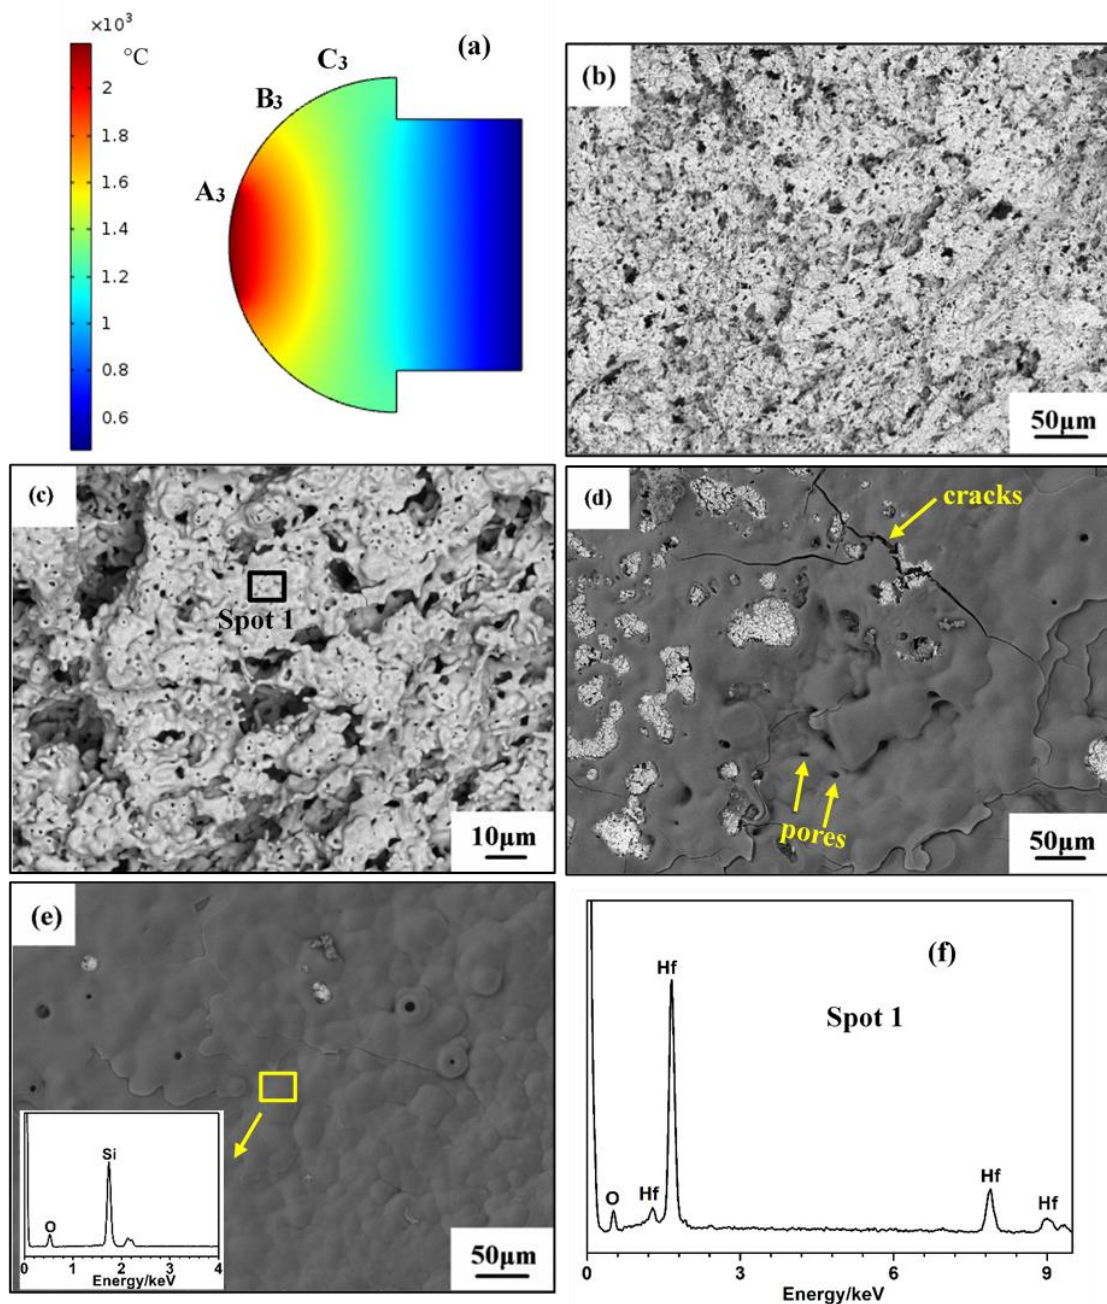 ×10³
°C
(a)
C₃
B₃
A₃
2
1.8
1.6
1.4
1.2
1
0.8
0.6
(b)
50μm
(c)
Spot 1
10μm
(d)
cracks
pores
50μm
(e)
Si
O
0 2 4
Energy/keV
50μm
(f)
Hf
Spot 1
O
Hf
Hf
Hf
0 3 6 9
Energy/keV